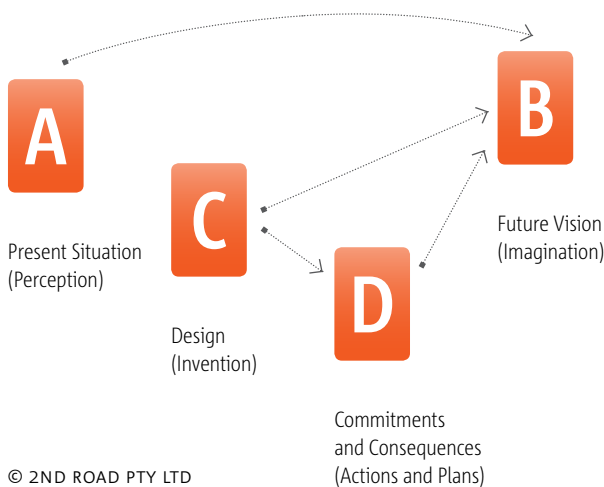 A
Present Situation
(Perception)
C
Design
(Invention)
D
Commitments
and Consequences
(Actions and Plans)
B
Future Vision
(Imagination)
© 2ND ROAD PTY LTD